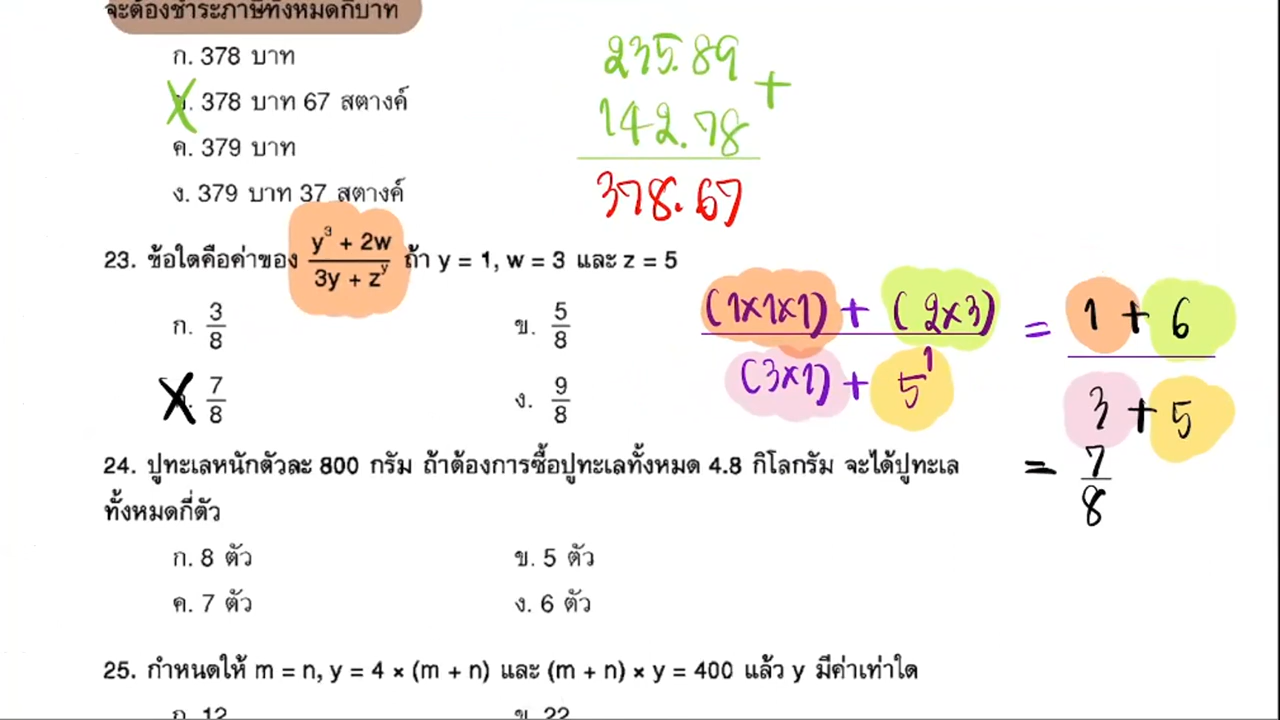 จะต้องชำระภาษีทั้งหมดกี่บาท
ก. 378 บาท
ข. 378 บาท 67 สตางค์
ค. 379 บาท
ง. 379 บาท 37 สตางค์
235.89 +
142.78
378.67
23. ข้อใดคือค่าของ (y³ + 2w)/(3y + zʸ) ถ้า y = 1, w = 3 และ z = 5
ก. 3/8 ข. 5/8
ค. 7/8 ง. 9/8
(1×1×1) + (2×3) = 1 + 6
(3×1) + 5¹ 3 + 5
= 7/8
24. ปูทะเลหนักตัวละ 800 กรัม ถ้าต้องการซื้อปูทะเลทั้งหมด 4.8 กิโลกรัม จะได้ปูทะเล
ทั้งหมดกี่ตัว
ก. 8 ตัว ข. 5 ตัว
ค. 7 ตัว ง. 6 ตัว
25. กำหนดให้ m = n, y = 4 × (m + n) และ (m + n) × y = 400 แล้ว y มีค่าเท่าใด
ก. 12 ข. 22